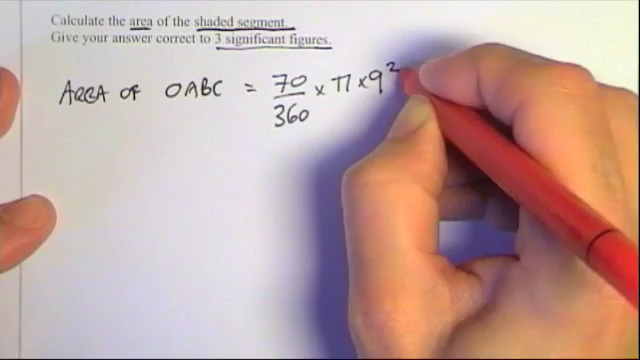 Calculate the area of the shaded segment.
Give your answer correct to 3 significant figures.
AREA OF OABC = 70/360 × π × 9²